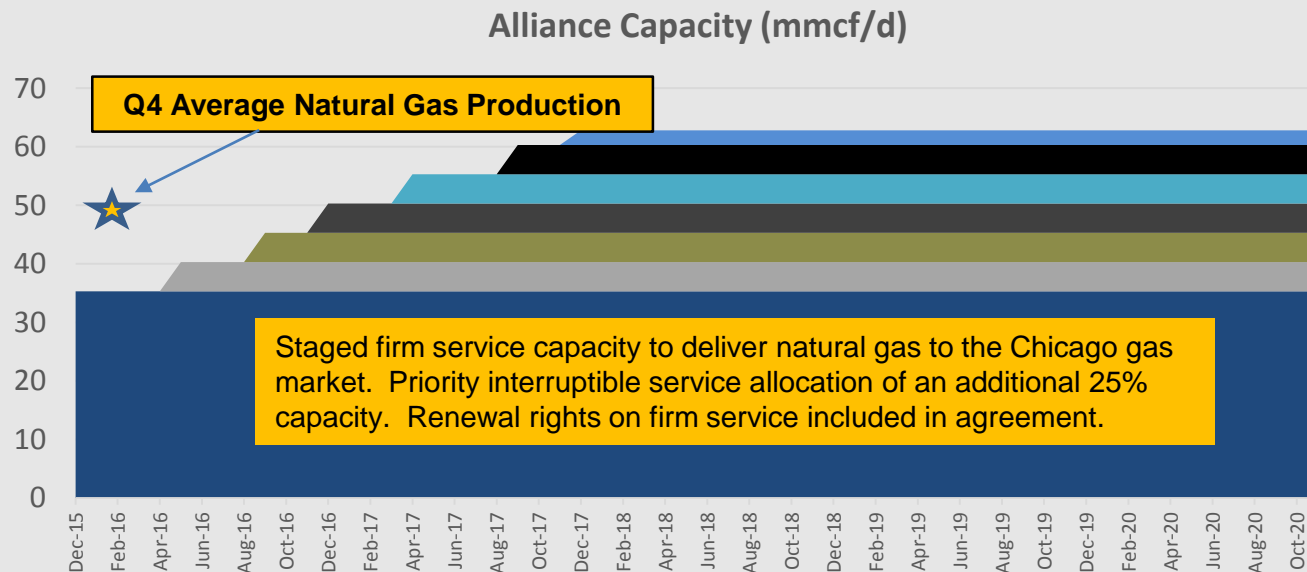 Alliance Capacity (mmcf/d)
70
Q4 Average Natural Gas Production
60
50
40
30
Staged firm service capacity to deliver natural gas to the Chicago gas
market.  Priority interruptible service allocation of an additional 25%
capacity.  Renewal rights on firm service included in agreement.
20
10
0
Dec-15
Feb-16
Apr-16
Jun-16
Aug-16
Oct-16
Dec-16
Feb-17
Apr-17
Jun-17
Aug-17
Oct-17
Dec-17
Feb-18
Apr-18
Jun-18
Aug-18
Oct-18
Dec-18
Feb-19
Apr-19
Jun-19
Aug-19
Oct-19
Dec-19
Feb-20
Apr-20
Jun-20
Aug-20
Oct-20